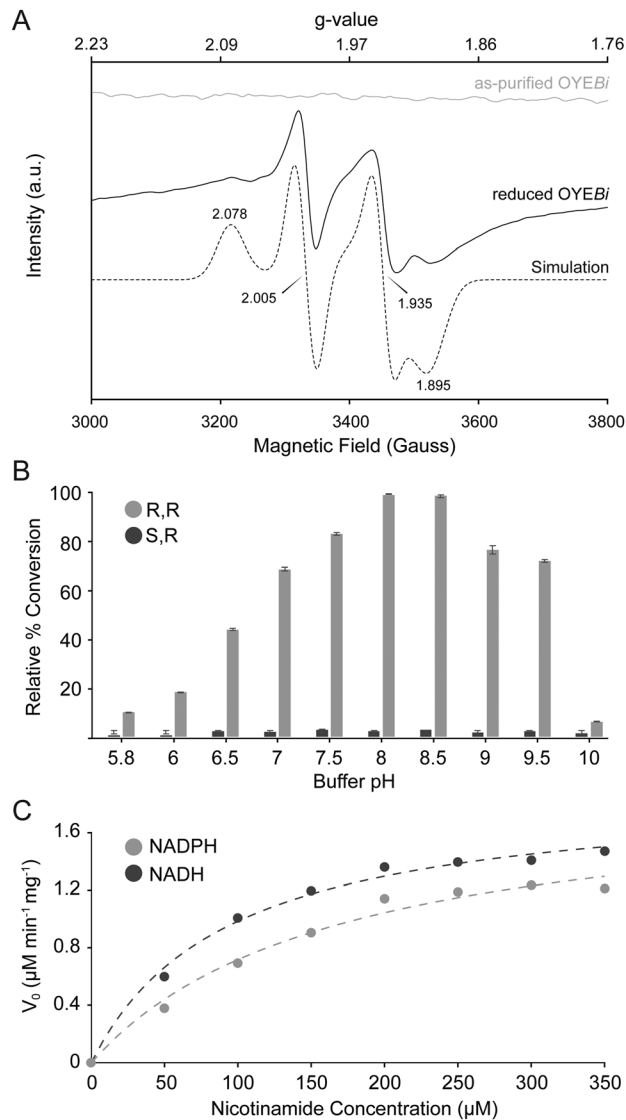 A
g-value
2.23 2.09 1.97 1.86 1.76
as-purified OYEBi
reduced OYEBi
2.078
Simulation
2.005
1.935
1.895
Intensity (a.u.)
3000 3200 3400 3600 3800
Magnetic Field (Gauss)
B
100
R,R
S,R
80
60
40
20
Relative % Conversion
5.8 6 6.5 7 7.5 8 8.5 9 9.5 10
Buffer pH
C
1.6
NADPH
NADH
1.2
0.8
0.4
0
V₀ (µM min⁻¹ mg⁻¹)
0 50 100 150 200 250 300 350
Nicotinamide Concentration (µM)